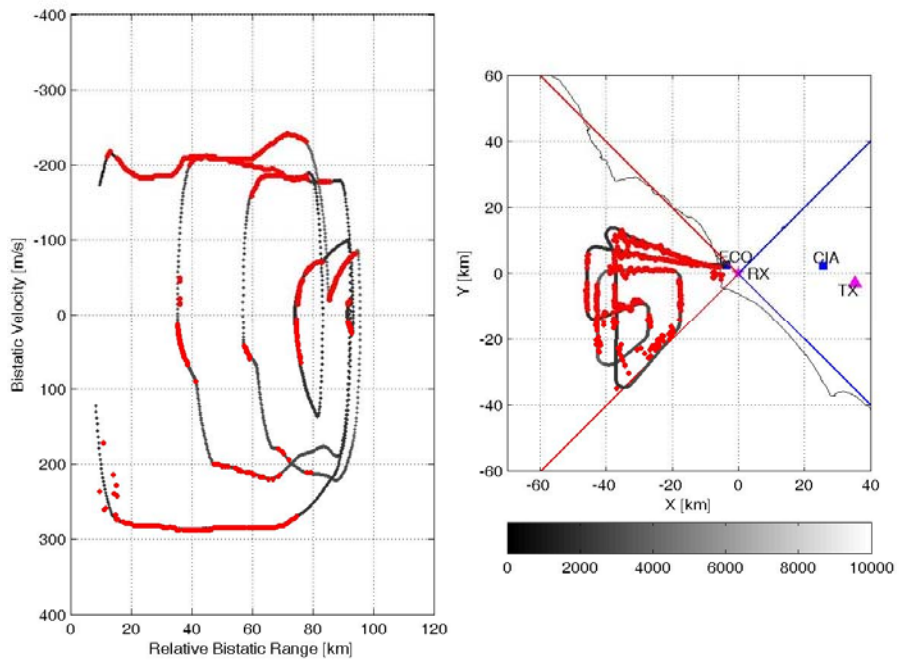 -400
-300
-200
-100
0
100
200
300
400
Bistatic Velocity [m/s]
0 20 40 60 80 100 120
Relative Bistatic Range [km]
60
40
20
0
-20
-40
-60
Y [km]
ECO
RX
CIA
TX
-60 -40 -20 0 20 40
X [km]
0 2000 4000 6000 8000 10000